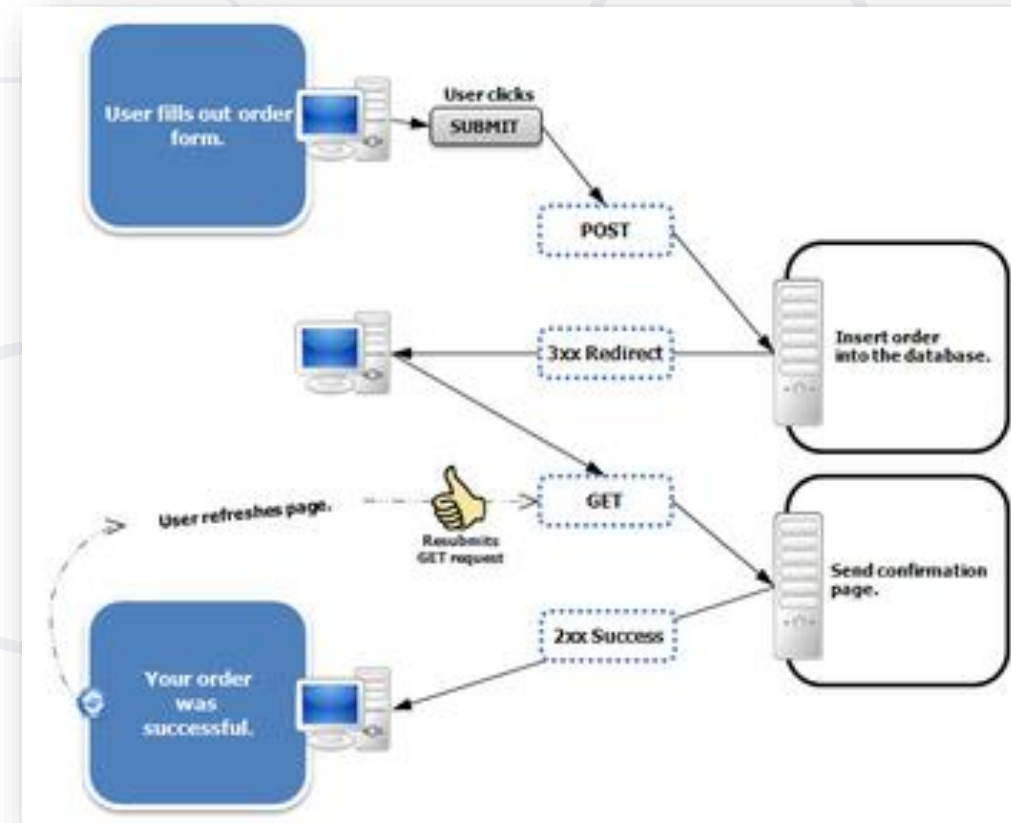 User fills out order
form.
User clicks
SUBMIT
POST
Insert order
into the database.
3xx Redirect
GET
User refreshes page.
Resubmits
GET request
Send confirmation
page.
2xx Success
Your order
was
successful.